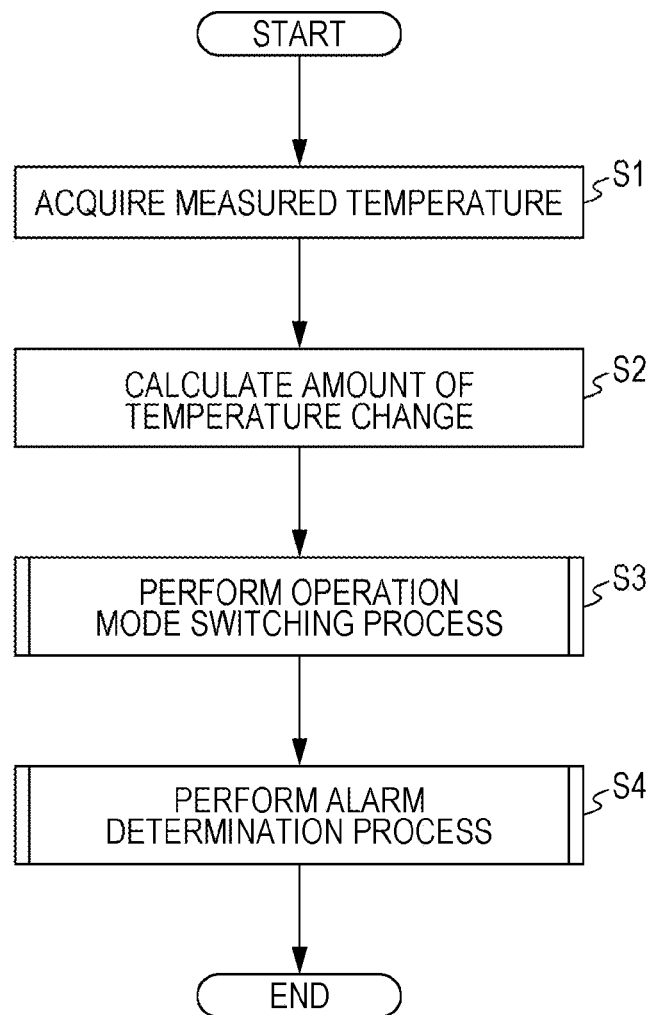 START
ACQUIRE MEASURED TEMPERATURE
S1
CALCULATE AMOUNT OF
TEMPERATURE CHANGE
S2
PERFORM OPERATION
MODE SWITCHING PROCESS
S3
PERFORM ALARM
DETERMINATION PROCESS
S4
END